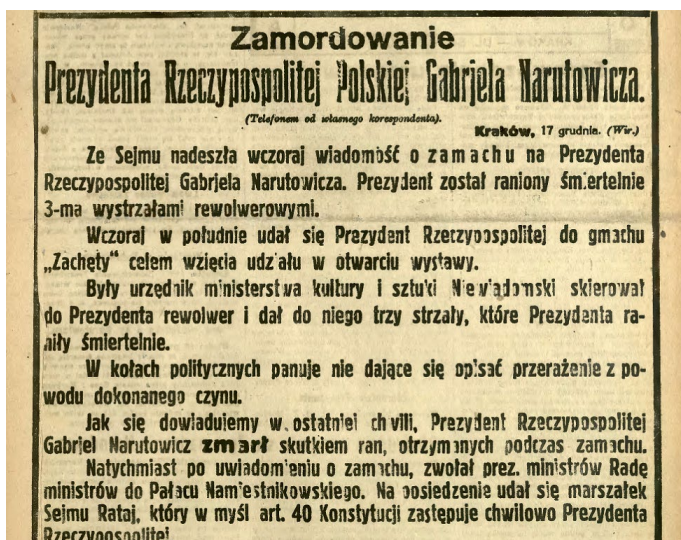 Zamordowanie
Prezydenta Rzeczypospolitej Polskiej Gabrjela Narutowicza.
(Telefonem od własnego korespondenta).
Kraków, 17 grudnia. (Wir.)
Ze Sejmu nadeszła wczoraj wiadomość o zamachu na Prezydenta
Rzeczypospolitej Gabrjela Narutowicza. Prezydent został raniony śmiertelnie
3-ma wystrzałami rewolwerowymi.
Wczoraj w południe udał się Prezydent Rzeczypospolitej do gmachu
„Zachęty" celem wzięcia udziału w otwarciu wystawy.
Były urzędnik ministerstwa kultury i sztuki Niewiadomski skierował
do Prezydenta rewolwer i dał do niego trzy strzały, które Prezydenta ra-
niły śmiertelnie.
W kołach politycznych panuje nie dające się opisać przerażenie z po-
wodu dokonanego czynu.
Jak się dowiadujemy w ostatniej chvili, Prezydent Rzeczypospolitej
Gabriel Narutowicz zmarł skutkiem ran, otrzymanych podczas zamachu.
Natychmiast po uwiadomieniu o zamachu, zwołał prez. ministrów Radę
ministrów do Pałacu Namiestnikowskiego. Na posiedzenie udał się marszałek
Sejmu Rataj, który w myśl art. 40 Konstytucji zastępuje chwilowo Prezydenta
Rzeczypospolitej